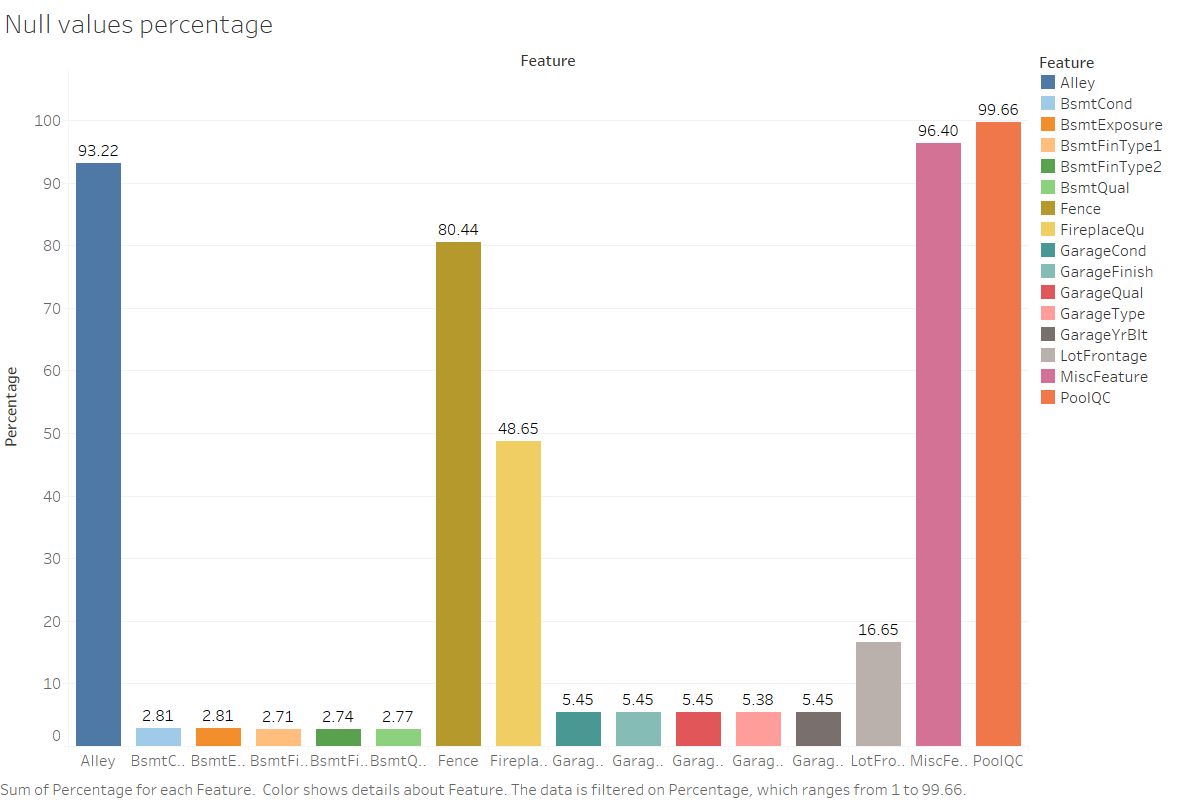 Null values percentage
Feature
Feature
Alley
BsmtCond
BsmtExposure
BsmtFinType1
BsmtFinType2
BsmtQual
Fence
FireplaceQu
GarageCond
GarageFinish
GarageQual
GarageType
GarageYrBlt
LotFrontage
MiscFeature
PoolQC
Percentage
100
90
80
70
60
50
40
30
20
10
0
93.22
2.81
2.81
2.71
2.74
2.77
80.44
48.65
5.45
5.45
5.45
5.38
5.45
16.65
96.40
99.66
Alley BsmtC.. BsmtE.. BsmtFi.. BsmtFi.. BsmtQ.. Fence Firepla.. Garag.. Garag.. Garag.. Garag.. Garag.. LotFro.. MiscFe.. PoolQC
Sum of Percentage for each Feature. Color shows details about Feature. The data is filtered on Percentage, which ranges from 1 to 99.66.